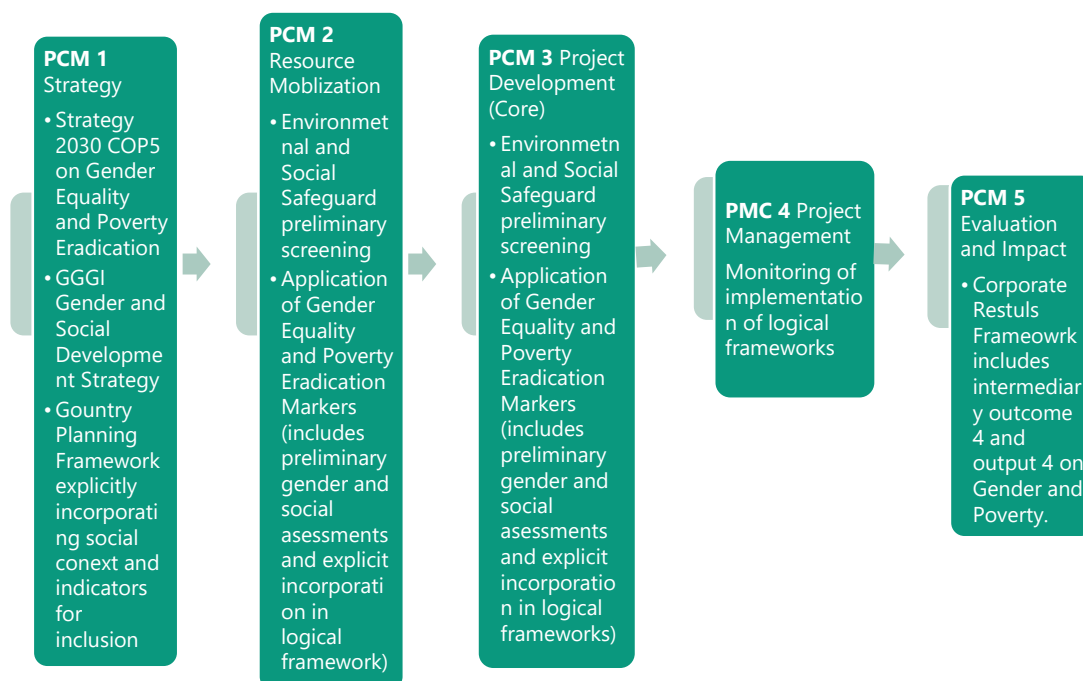 PCM 1
Strategy
• Strategy
2030 COP5
on Gender
Equality
and Poverty
Eradication
• GGGI
Gender and
Social
Developme
nt Strategy
• Gountry
Planning
Framework
explicitly
incorporati
ng social
conext and
indicators
for
inclusion
PCM 2
Resource
Moblization
• Environmet
nal and
Social
Safeguard
preliminary
screening
• Application
of Gender
Equality
and Poverty
Eradication
Markers
(includes
preliminary
gender and
social
asessments
and explicit
incorporati
on in
logical
framework)
PCM 3 Project
Development
(Core)
• Environmetn
al and Social
Safeguard
preliminary
screening
• Application
of Gender
Equality and
Poverty
Eradication
Markers
(includes
preliminary
gender and
social
asessments
and explicit
incorporatio
n in logical
frameworks)
PMC 4 Project
Management
Monitoring of
implementatio
n of logical
frameworks
PCM 5
Evaluation
and Impact
• Corporate
Restuls
Frameowrk
includes
intermediar
y outcome
4 and
output 4 on
Gender and
Poverty.